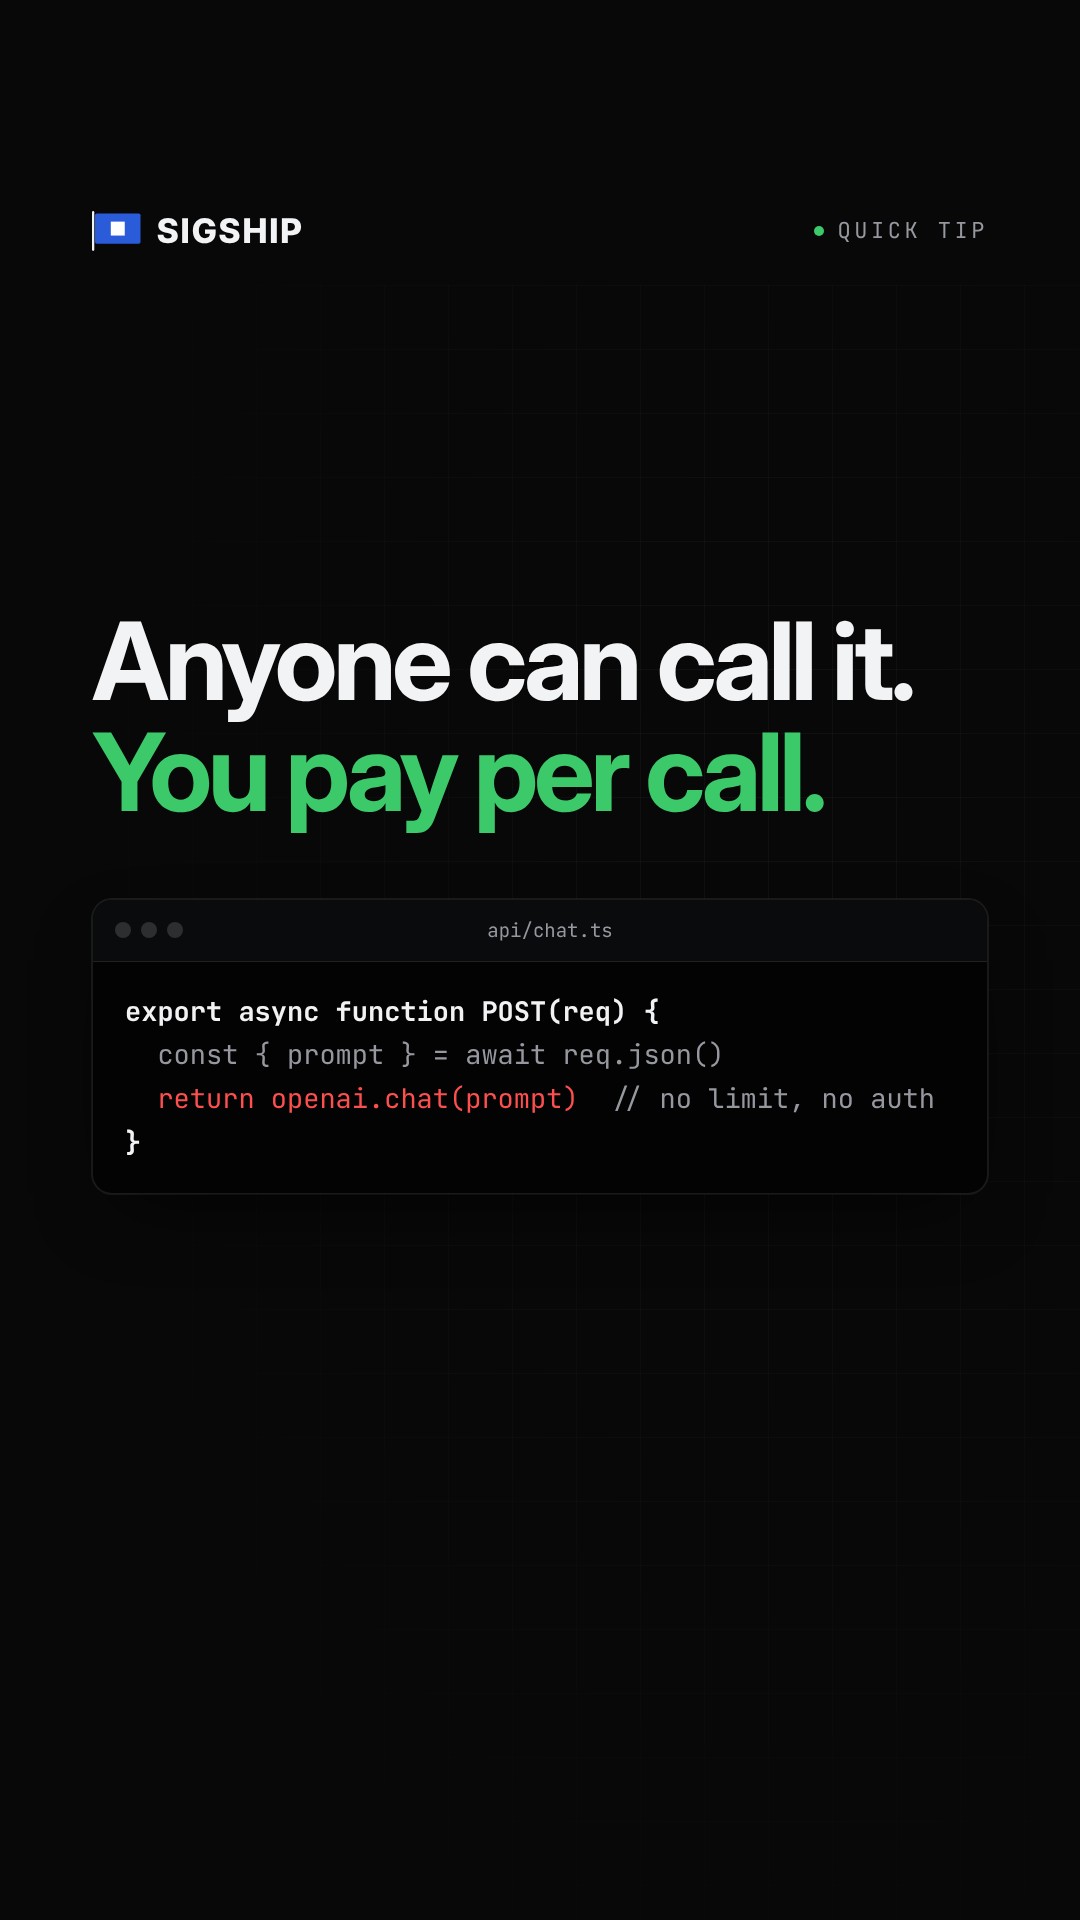 SIGSHIP
QUICK TIP
Anyone can call it.
You pay per call.
api/chat.ts
export async function POST(req) {
  const { prompt } = await req.json()
  return openai.chat(prompt)  // no limit, no auth
}